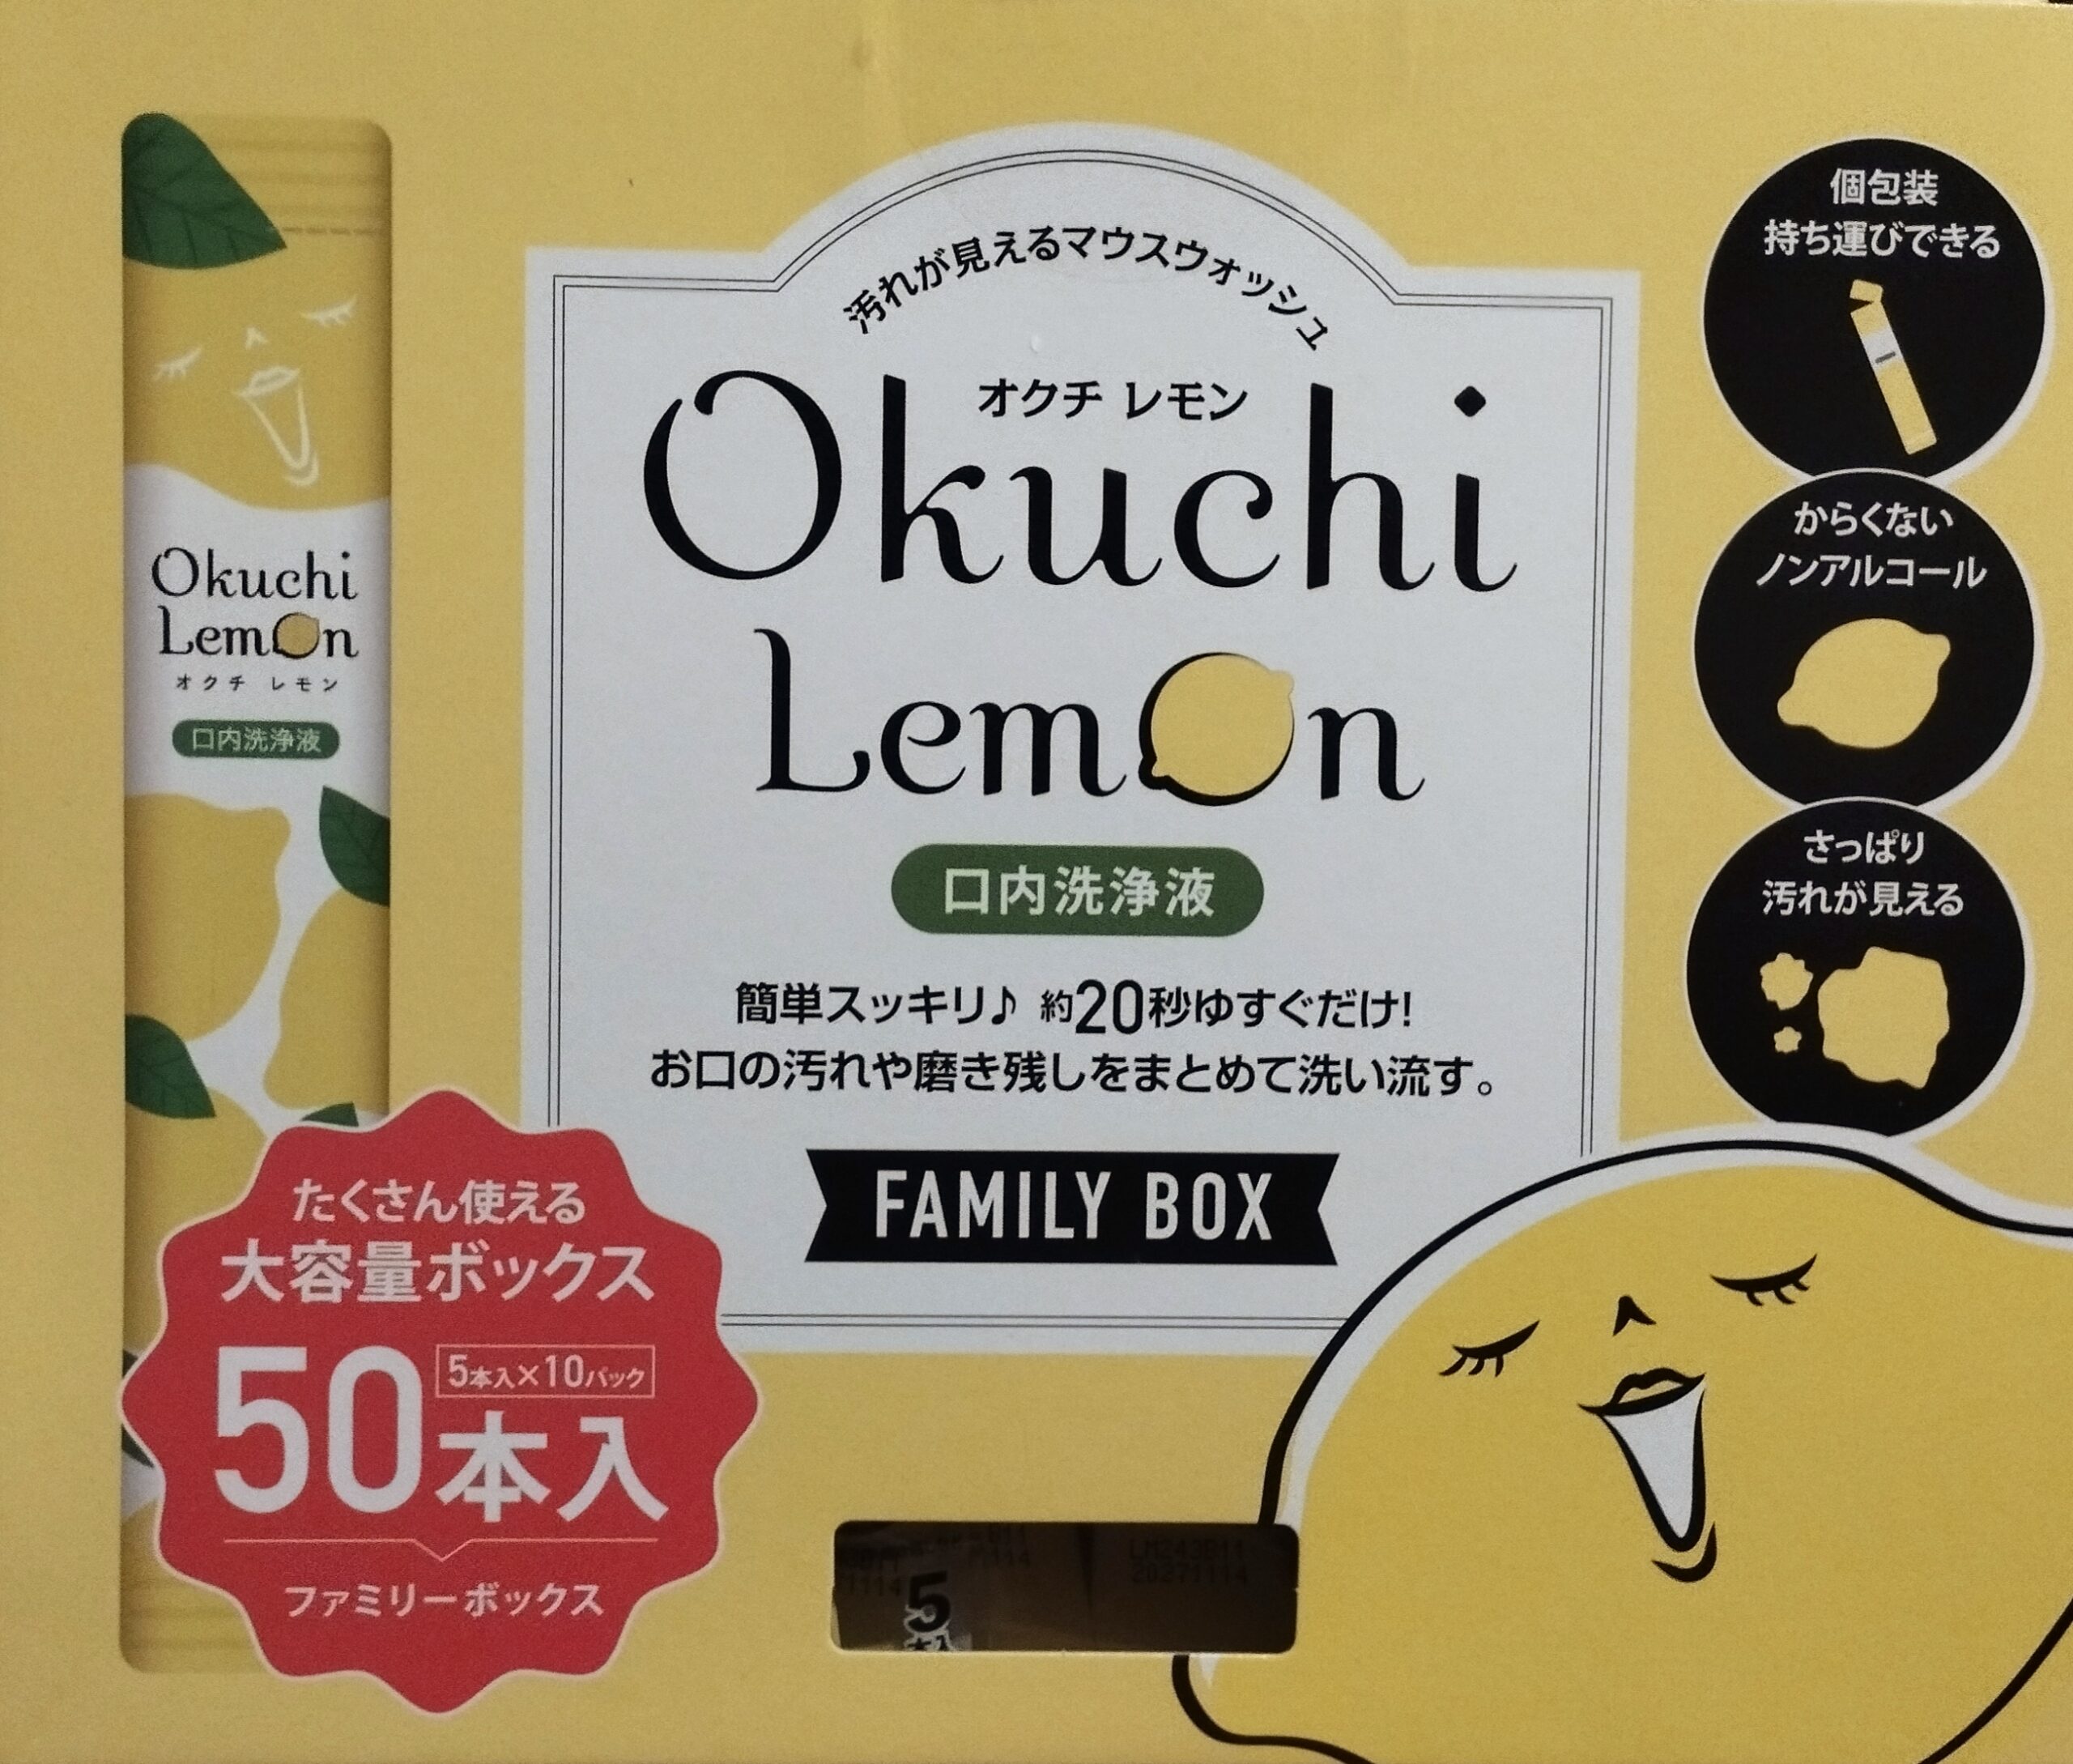 汚れが見えるマウスウォッシュ
オクチ レモン
Okuchi
Lemon
口内洗浄液
簡単スッキリ♪ 約20秒ゆすぐだけ!
お口の汚れや磨き残しをまとめて洗い流す。
FAMILY BOX
個包装
持ち運びできる
からくない
ノンアルコール
さっぱり
汚れが見える
Okuchi
Lemon
オクチ レモン
口内洗浄液
たくさん使える
大容量ボックス
50本入
5本入×10パック
ファミリーボックス
LM243011
20271114
5